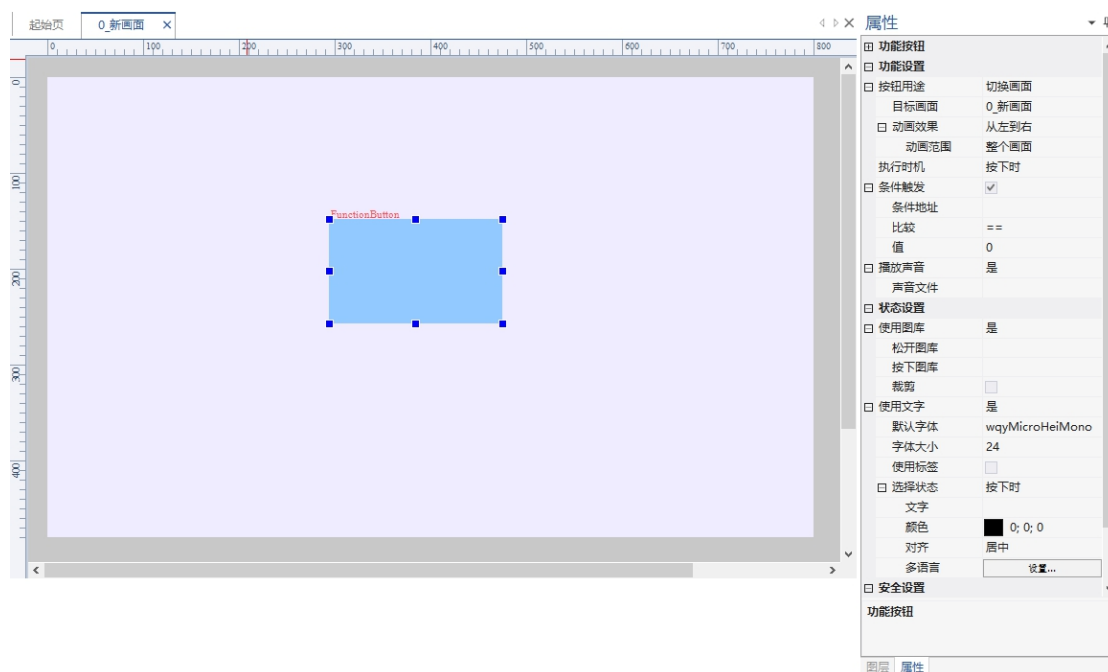 起始页 0_新画面
0 100 200 300 400 500 600 700 800
0
100
200
300
400
FunctionButton
属性
功能按钮
功能设置
按钮用途 切换画面
目标画面 0_新画面
动画效果 从左到右
动画范围 整个画面
执行时机 按下时
条件触发
条件地址
比较 ==
值 0
播放声音 是
声音文件
状态设置
使用图库 是
松开图库
按下图库
裁剪
使用文字 是
默认字体 wqyMicroHeiMono
字体大小 24
使用标签
选择状态 按下时
文字
颜色 0; 0; 0
对齐 居中
多语言 设置...
安全设置
功能按钮
图层 属性